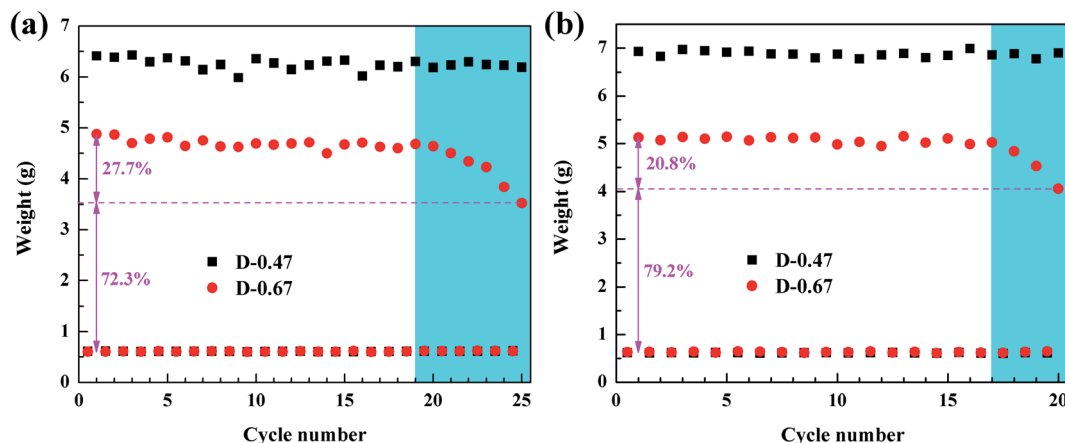 (a)
7
6
5
4
3
2
1
0
Weight (g)
27.7%
72.3%
D-0.47
D-0.67
0 5 10 15 20 25
Cycle number
(b)
7
6
5
4
3
2
1
0
Weight (g)
20.8%
79.2%
D-0.47
D-0.67
0 5 10 15 20
Cycle number